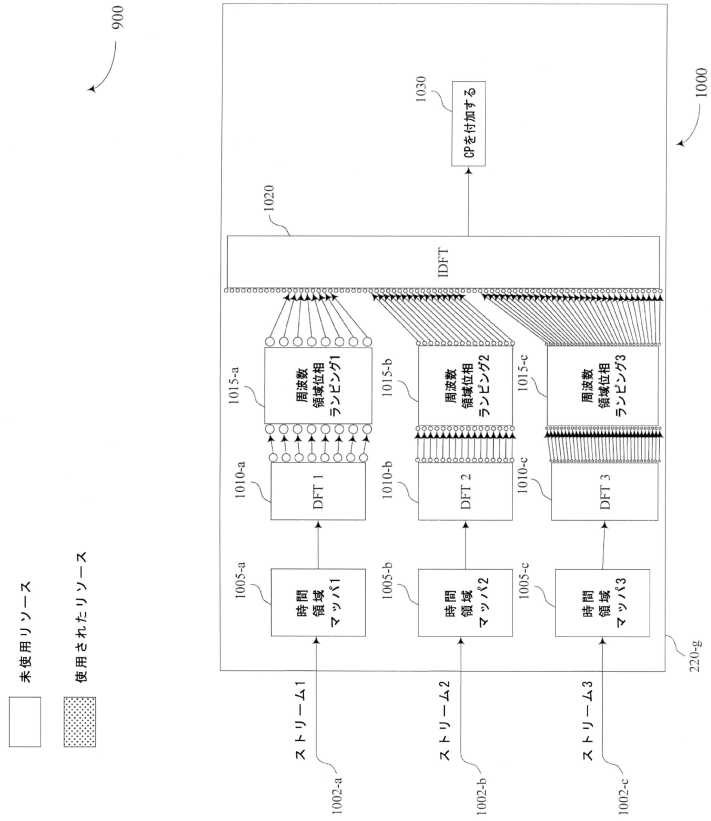 未使用リソース
使用されたリソース
900
ストリーム1
1002-a
1005-a
時間
領域
マッパ1
1010-a
DFT 1
1015-a
周波数
領域位相
ランピング1
ストリーム2
1002-b
1005-b
時間
領域
マッパ2
1010-b
DFT 2
1015-b
周波数
領域位相
ランピング2
ストリーム3
1002-c
1005-c
時間
領域
マッパ3
1010-c
DFT 3
1015-c
周波数
領域位相
ランピング3
1020
IDFT
1030
CPを付加する
220-g
1000